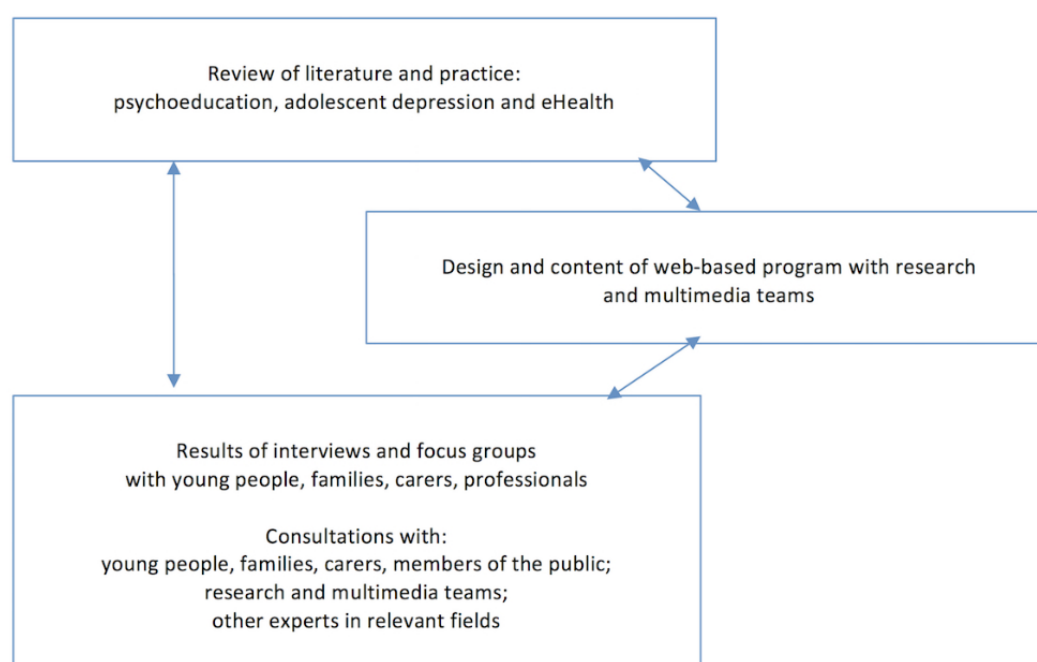 Review of literature and practice:
psychoeducation, adolescent depression and eHealth
Design and content of web-based program with research
and multimedia teams
Results of interviews and focus groups
with young people, families, carers, professionals
Consultations with:
young people, families, carers, members of the public;
research and multimedia teams;
other experts in relevant fields